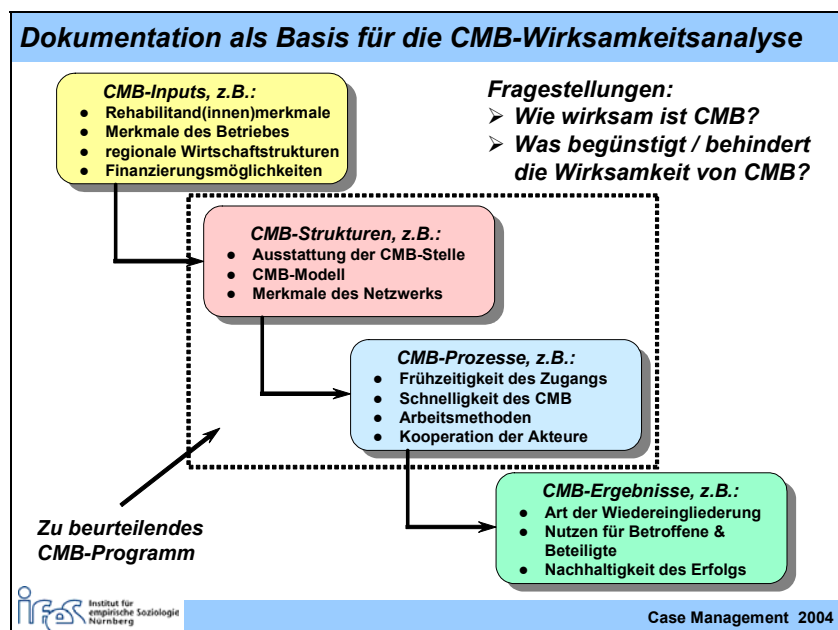 Dokumentation als Basis für die CMB-Wirksamkeitsanalyse
CMB-Inputs, z.B.:
● Rehabilitand(innen)merkmale
● Merkmale des Betriebes
● regionale Wirtschaftstrukturen
● Finanzierungsmöglichkeiten
Fragestellungen:
➢ Wie wirksam ist CMB?
➢ Was begünstigt / behindert
die Wirksamkeit von CMB?
CMB-Strukturen, z.B.:
● Ausstattung der CMB-Stelle
● CMB-Modell
● Merkmale des Netzwerks
CMB-Prozesse, z.B.:
● Frühzeitigkeit des Zugangs
● Schnelligkeit des CMB
● Arbeitsmethoden
● Kooperation der Akteure
CMB-Ergebnisse, z.B.:
● Art der Wiedereingliederung
● Nutzen für Betroffene &
Beteiligte
● Nachhaltigkeit des Erfolgs
Zu beurteilendes
CMB-Programm
ifes
Institut für
empirische Soziologie
Nürnberg
Case Management 2004